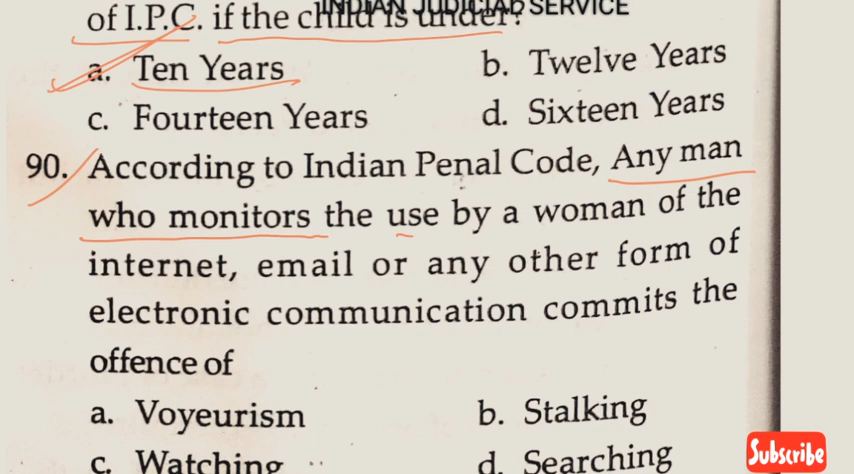 INDIAN JUDICIAL SERVICE
of I.P.C. if the child is under?
a. Ten Years b. Twelve Years
c. Fourteen Years d. Sixteen Years
90. According to Indian Penal Code, Any man
who monitors the use by a woman of the
internet, email or any other form of
electronic communication commits the
offence of
a. Voyeurism b. Stalking
c. Watching d. Searching
Subscribe